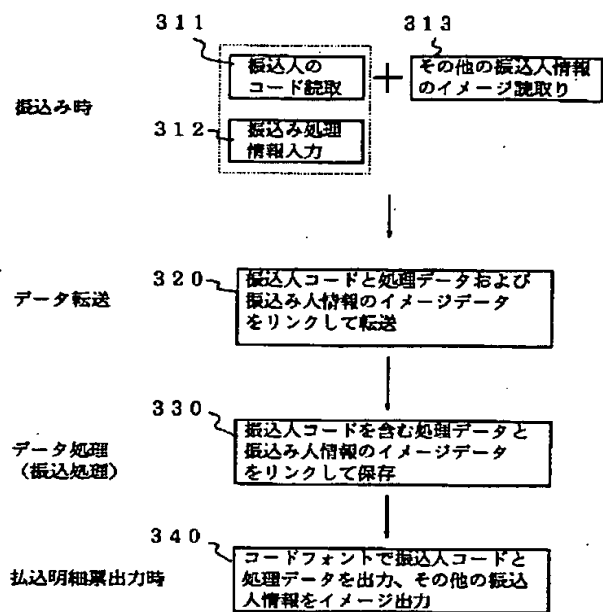 311
313
振込人の
コード読取
+
その他の振込人情報
のイメージ読取り
振込み時
312
振込み処理
情報入力
320
データ転送
振込人コードと処理データおよび
振込み人情報のイメージデータ
をリンクして転送
330
データ処理
(振込処理)
振込人コードを含む処理データと
振込み人情報のイメージデータ
をリンクして保存
340
払込明細票出力時
コードフォントで振込人コードと
処理データを出力、その他の振込
人情報をイメージ出力